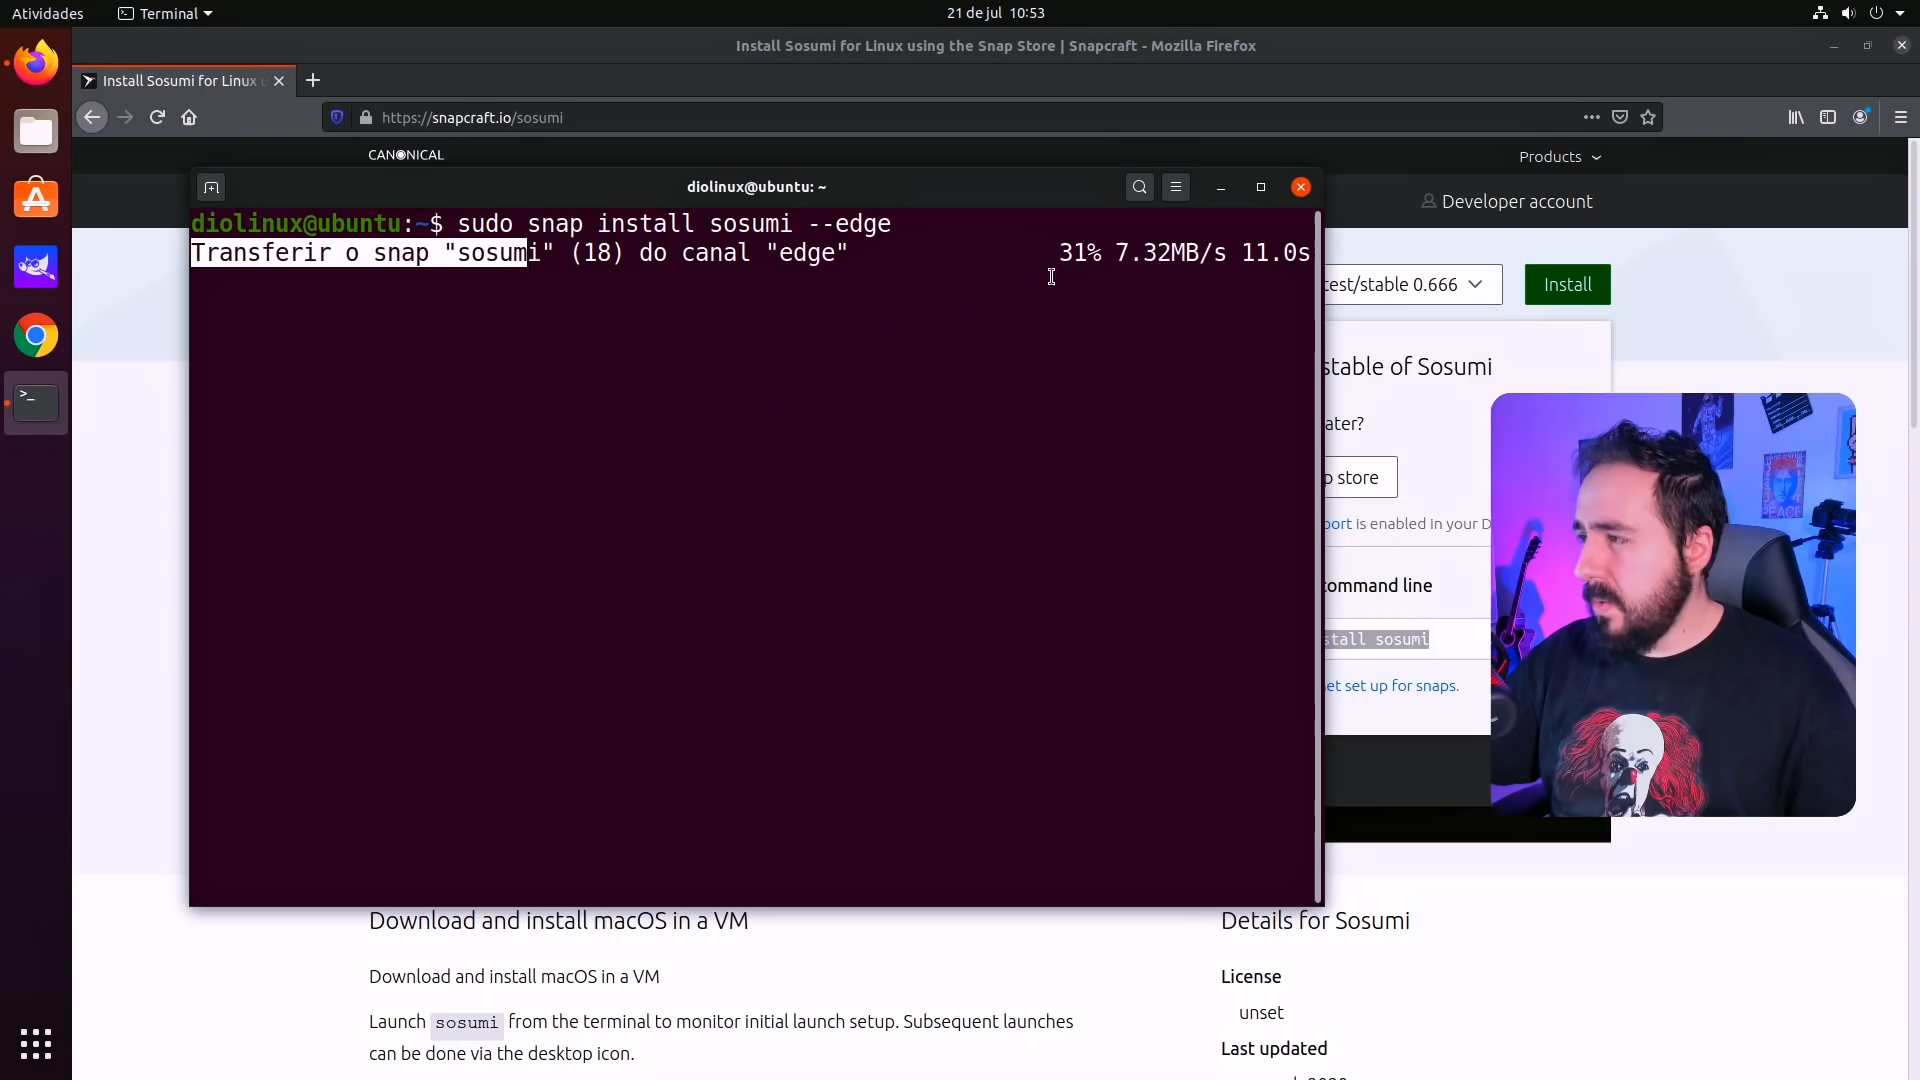 Atividades
Terminal
21 de jul 10:53
Install Sosumi for Linux using the Snap Store | Snapcraft - Mozilla Firefox
Install Sosumi for Linux
https://snapcraft.io/sosumi
CANONICAL
Products
diolinux@ubuntu: ~
Developer account
diolinux@ubuntu:~$ sudo snap install sosumi --edge
Transferir o snap "sosumi" (18) do canal "edge" 31% 7.32MB/s 11.0s
test/stable 0.666
Install
stable of Sosumi
ater?
p store
port is enabled in your D
PEACE
ommand line
stall sosumi
et set up for snaps.
Download and install macOS in a VM
Details for Sosumi
Download and install macOS in a VM
License
unset
Launch sosumi from the terminal to monitor initial launch setup. Subsequent launches
can be done via the desktop icon.
Last updated